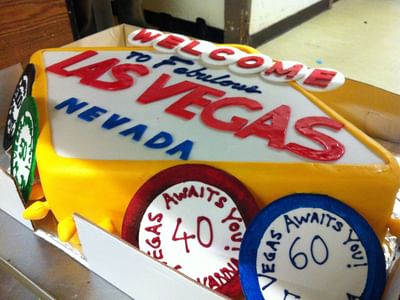 WELCOME
TO Fabulous
LAS VEGAS
NEVADA
VEGAS AWAITS YOU!
40
VEGAS AWAITS YOU!
60